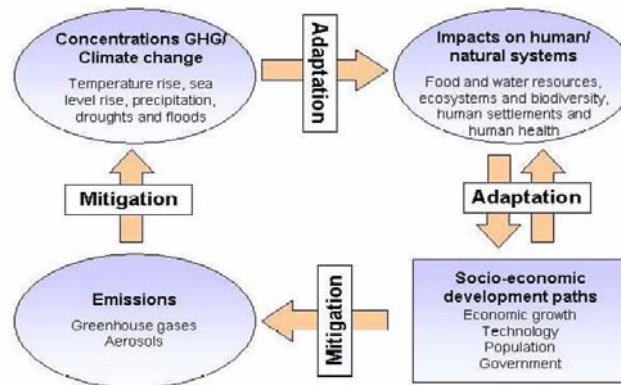 Concentrations GHG/
Climate change
Temperature rise, sea
level rise, precipitation,
droughts and floods
Adaptation
Impacts on human/
natural systems
Food and water resources,
ecosystems and biodiversity,
human settlements and
human health
Mitigation
Adaptation
Emissions
Greenhouse gases
Aerosols
Mitigation
Socio-economic
development paths
Economic growth
Technology
Population
Government